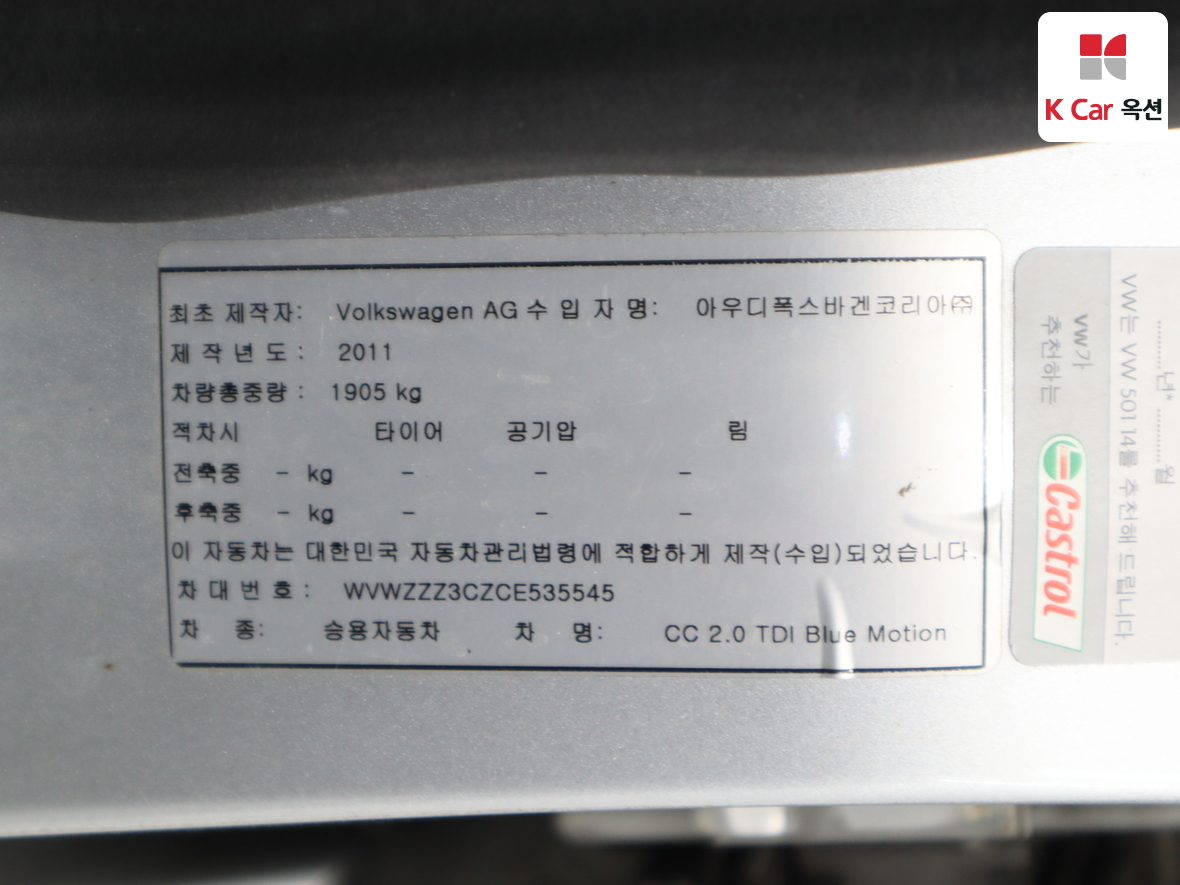 K Car 옥션
최초 제작자: Volkswagen AG 수 입 자 명: 아우디폭스바겐코리아㈜
제 작 년 도 : 2011
차량총중량 : 1905 kg
적차시 타이어 공기압 림
전축중 - kg - - -
후축중 - kg - - -
이 자동차는 대한민국 자동차관리법령에 적합하게 제작(수입)되었습니다.
차 대 번 호 : WVWZZZ3CZCE535545
차 종: 승용자동차 차 명: CC 2.0 TDI Blue Motion
..........년* ..........월
VW는 VW 501 14를 추천해 드립니다.
VW가
추천하는
Castrol